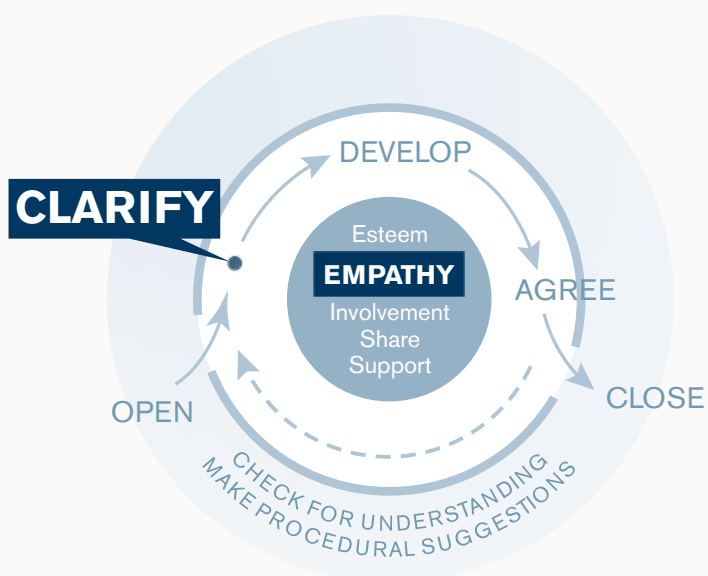 DEVELOP
CLARIFY
Esteem
EMPATHY
Involvement
Share
Support
AGREE
OPEN
CLOSE
CHECK FOR UNDERSTANDING
MAKE PROCEDURAL SUGGESTIONS